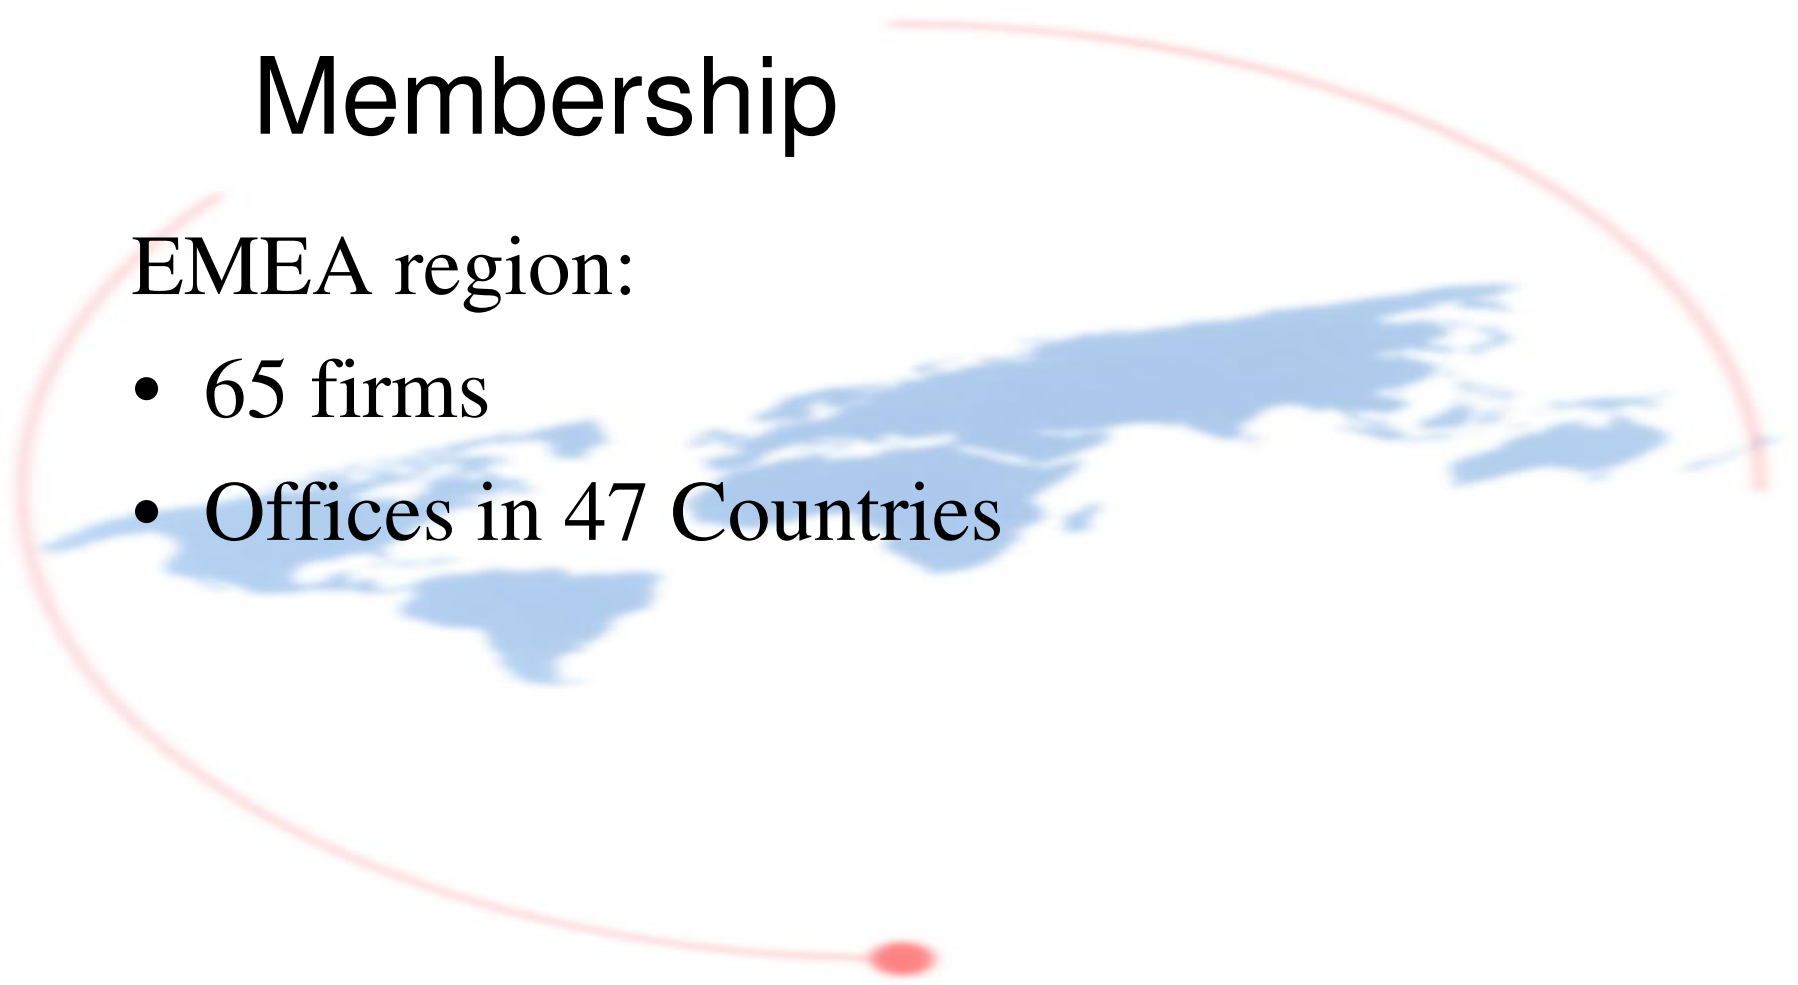 Membership
EMEA region:
• 65 firms
• Offices in 47 Countries